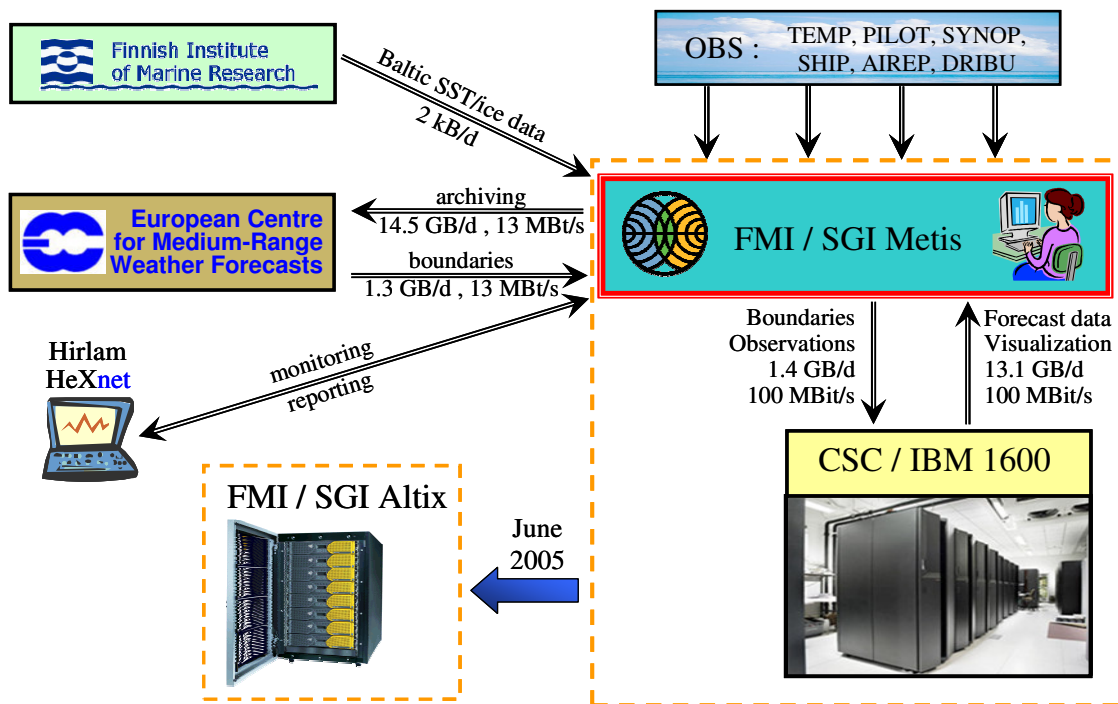 Finnish Institute
of Marine Research
Baltic SST/ice data
2 kB/d
OBS : TEMP, PILOT, SYNOP,
SHIP, AIREP, DRIBU
European Centre
for Medium-Range
Weather Forecasts
archiving
14.5 GB/d , 13 MBt/s
boundaries
1.3 GB/d , 13 MBt/s
FMI / SGI Metis
Hirlam
HeXnet
monitoring
reporting
Boundaries
Observations
1.4 GB/d
100 MBit/s
Forecast data
Visualization
13.1 GB/d
100 MBit/s
CSC / IBM 1600
FMI / SGI Altix
June
2005